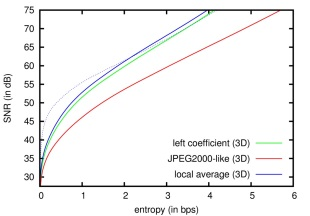 75
70
65
60
55
50
45
40
35
30
SNR (in dB)
left coefficient (3D)
JPEG2000-like (3D)
local average (3D)
0 1 2 3 4 5 6
entropy (in bps)